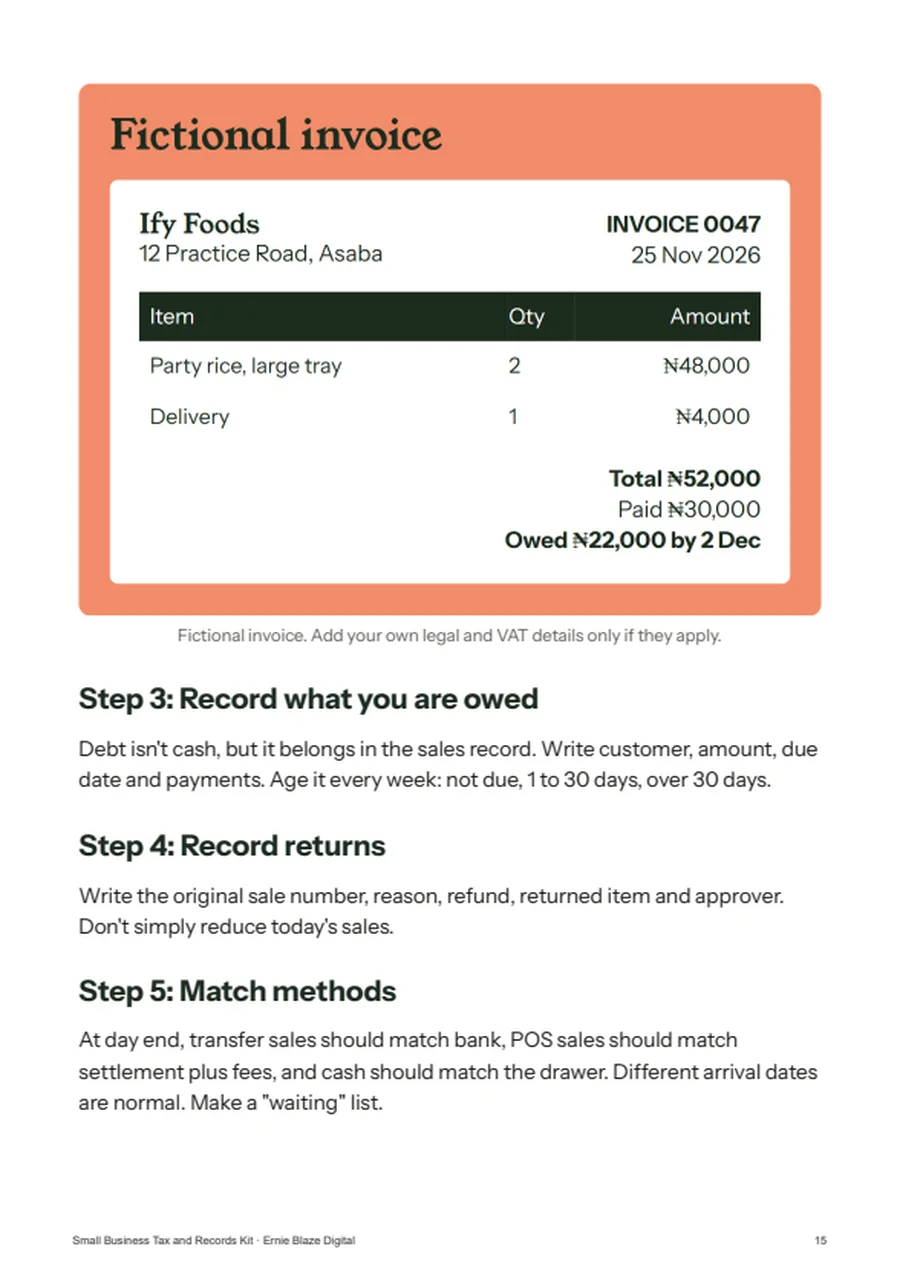 Fictional invoice
Ify Foods
INVOICE 0047
12 Practice Road, Asaba
25 Nov 2026
Item Qty Amount
Party rice, large tray 2 ₦48,000
Delivery 1 ₦4,000
Total ₦52,000
Paid ₦30,000
Owed ₦22,000 by 2 Dec
Fictional invoice. Add your own legal and VAT details only if they apply.
Step 3: Record what you are owed
Debt isn't cash, but it belongs in the sales record. Write customer, amount, due
date and payments. Age it every week: not due, 1 to 30 days, over 30 days.
Step 4: Record returns
Write the original sale number, reason, refund, returned item and approver.
Don't simply reduce today's sales.
Step 5: Match methods
At day end, transfer sales should match bank, POS sales should match
settlement plus fees, and cash should match the drawer. Different arrival dates
are normal. Make a "waiting" list.
Small Business Tax and Records Kit · Ernie Blaze Digital
15